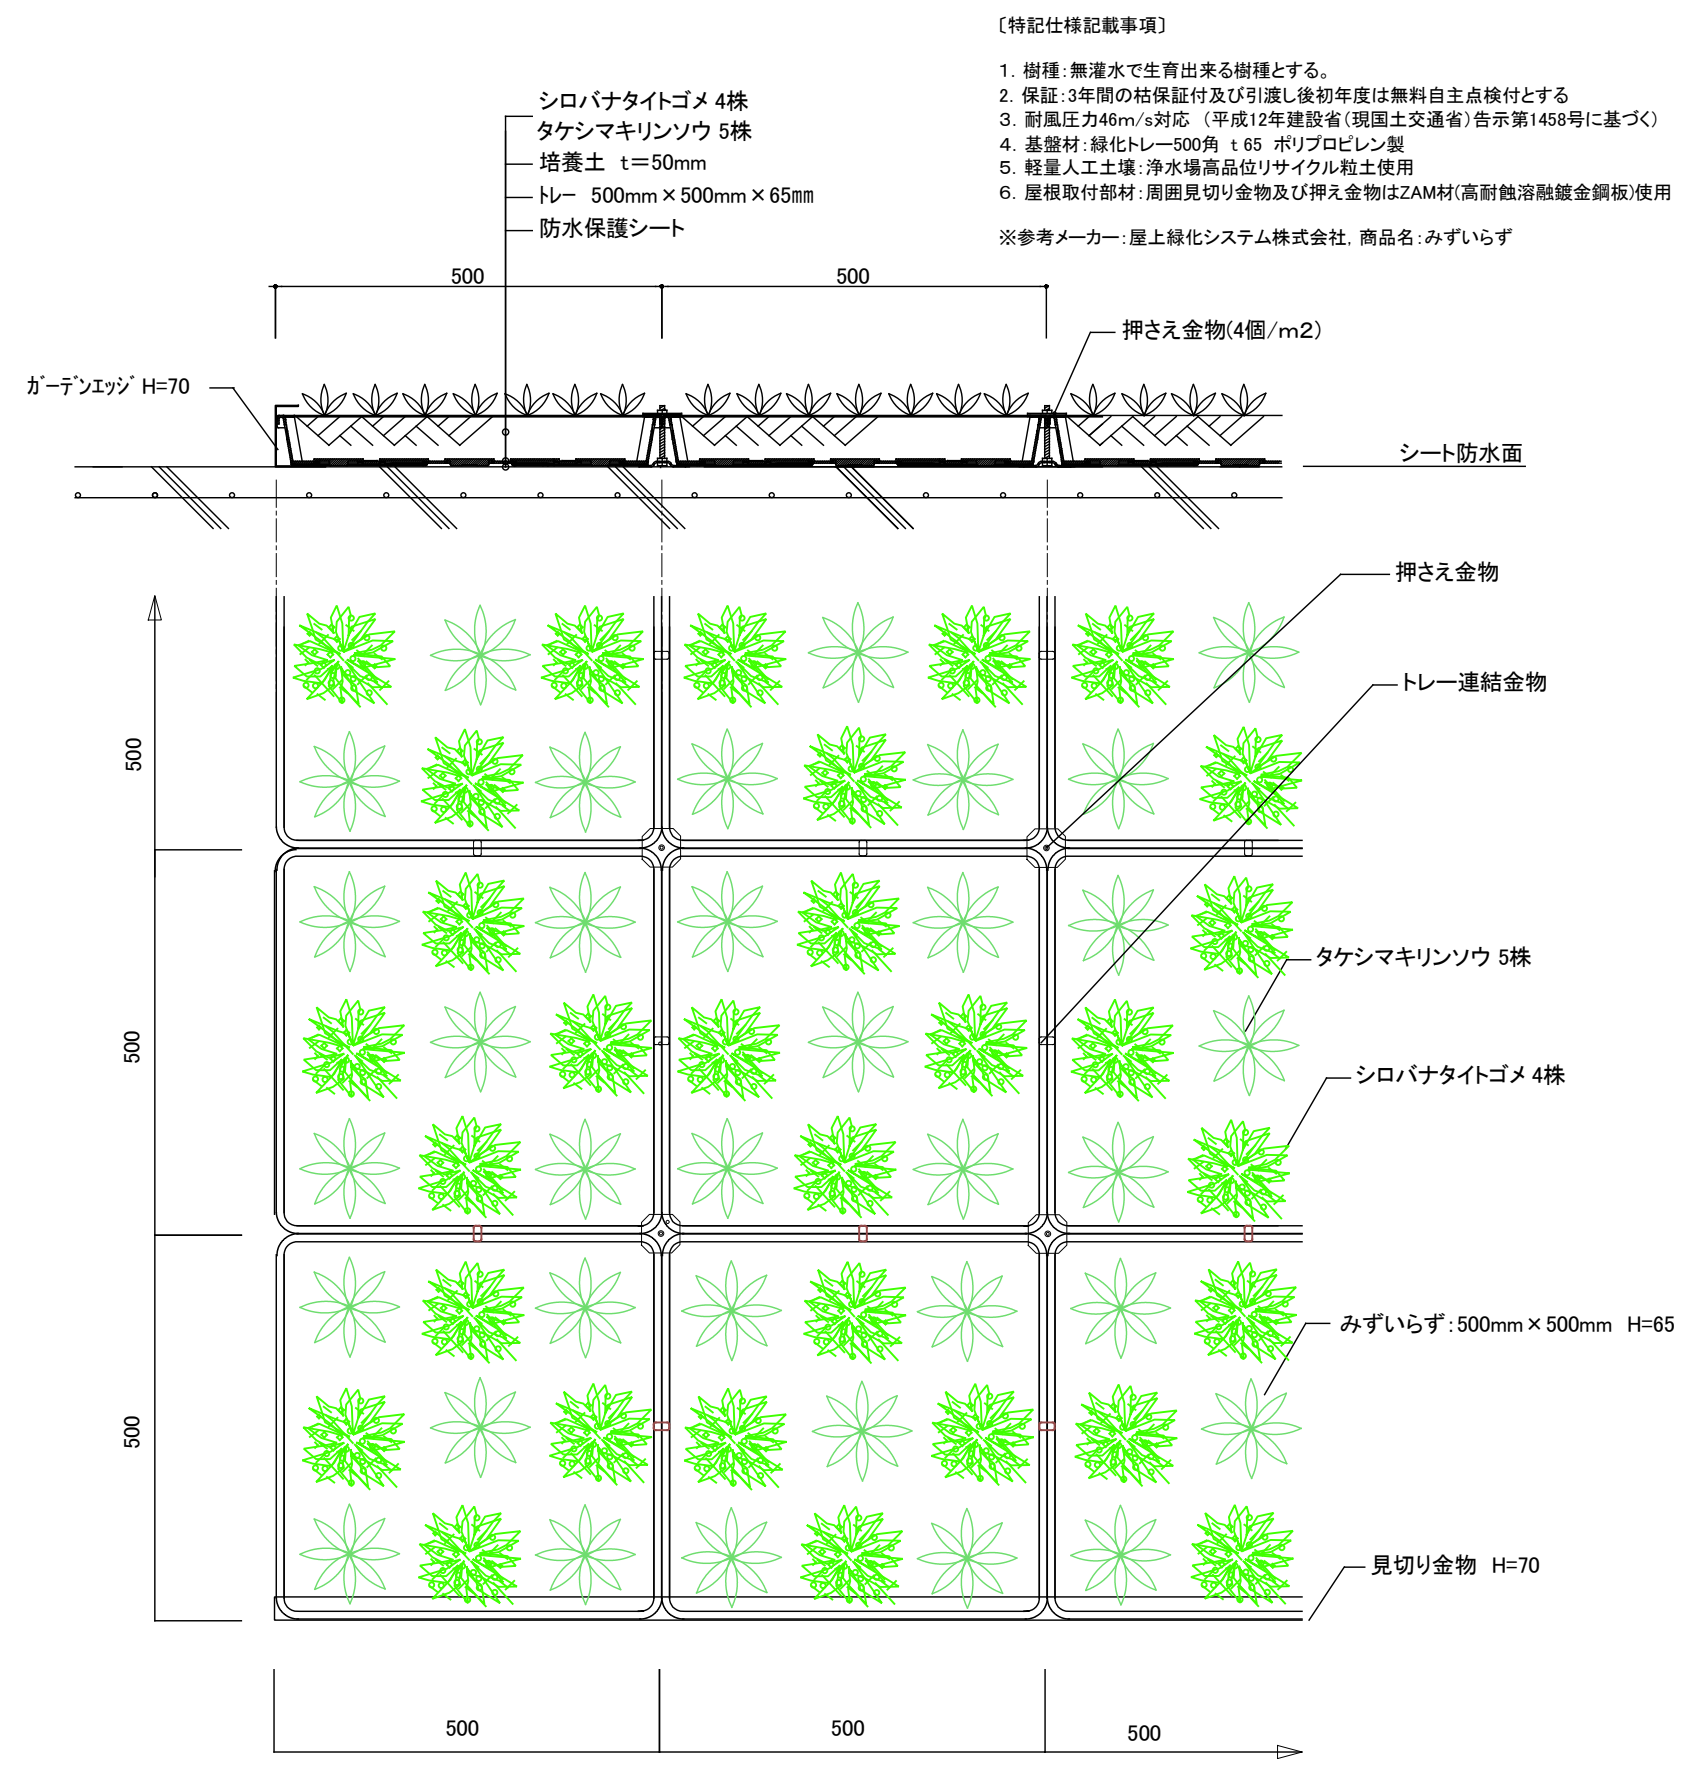 〔特記仕様記載事項〕
1．樹種：無灌水で生育出来る樹種とする。
2．保証：3年間の枯保証付及び引渡し後初年度は無料自主点検付とする
3．耐風圧力46m/s対応 （平成12年建設省（現国土交通省）告示第1458号に基づく）
4．基盤材：緑化トレー500角 t 65 ポリプロピレン製
5．軽量人工土壌：浄水場高品位リサイクル粒土使用
6．屋根取付部材：周囲見切り金物及び押え金物はZAM材(高耐蝕溶融鍍金鋼板)使用
※参考メーカー：屋上緑化システム株式会社, 商品名：みずいらず
シロバナタイトゴメ 4株
タケシマキリンソウ 5株
培養土 t＝50mm
ﾄﾚｰ 500mm×500mm×65㎜
防水保護シート
500
500
押さえ金物(4個/m2)
ｶﾞｰﾃﾞﾝｴｯｼﾞ H=70
シート防水面
押さえ金物
トレー連結金物
500
500
タケシマキリンソウ 5株
シロバナタイトゴメ 4株
みずいらず：500mm×500mm H=65
500
見切り金物 H=70
500
500
500